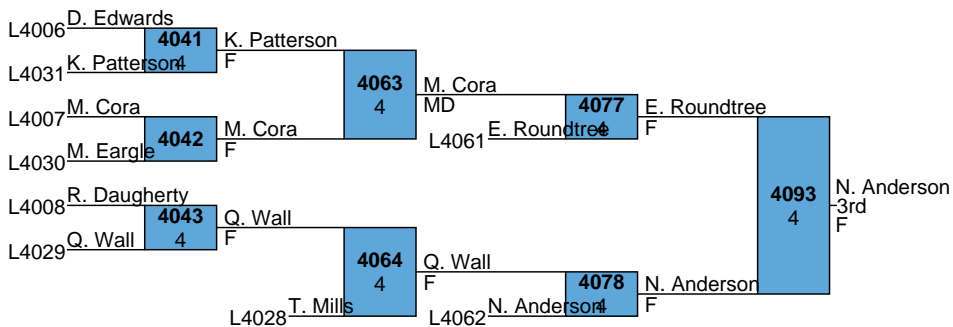 L4006 D. Edwards
4041
4
K. Patterson
F
L4031 K. Patterson
4063
4
M. Cora
MD
L4007 M. Cora
4042
M. Cora
F
L4030 M. Eargle
4077
4
E. Roundtree
F
L4061 E. Roundtree
L4008 R. Daugherty
4043
4
Q. Wall
F
L4029 Q. Wall
4064
4
Q. Wall
F
L4028 T. Mills
4078
4
N. Anderson
F
L4062 N. Anderson
4093
4
N. Anderson
3rd
F